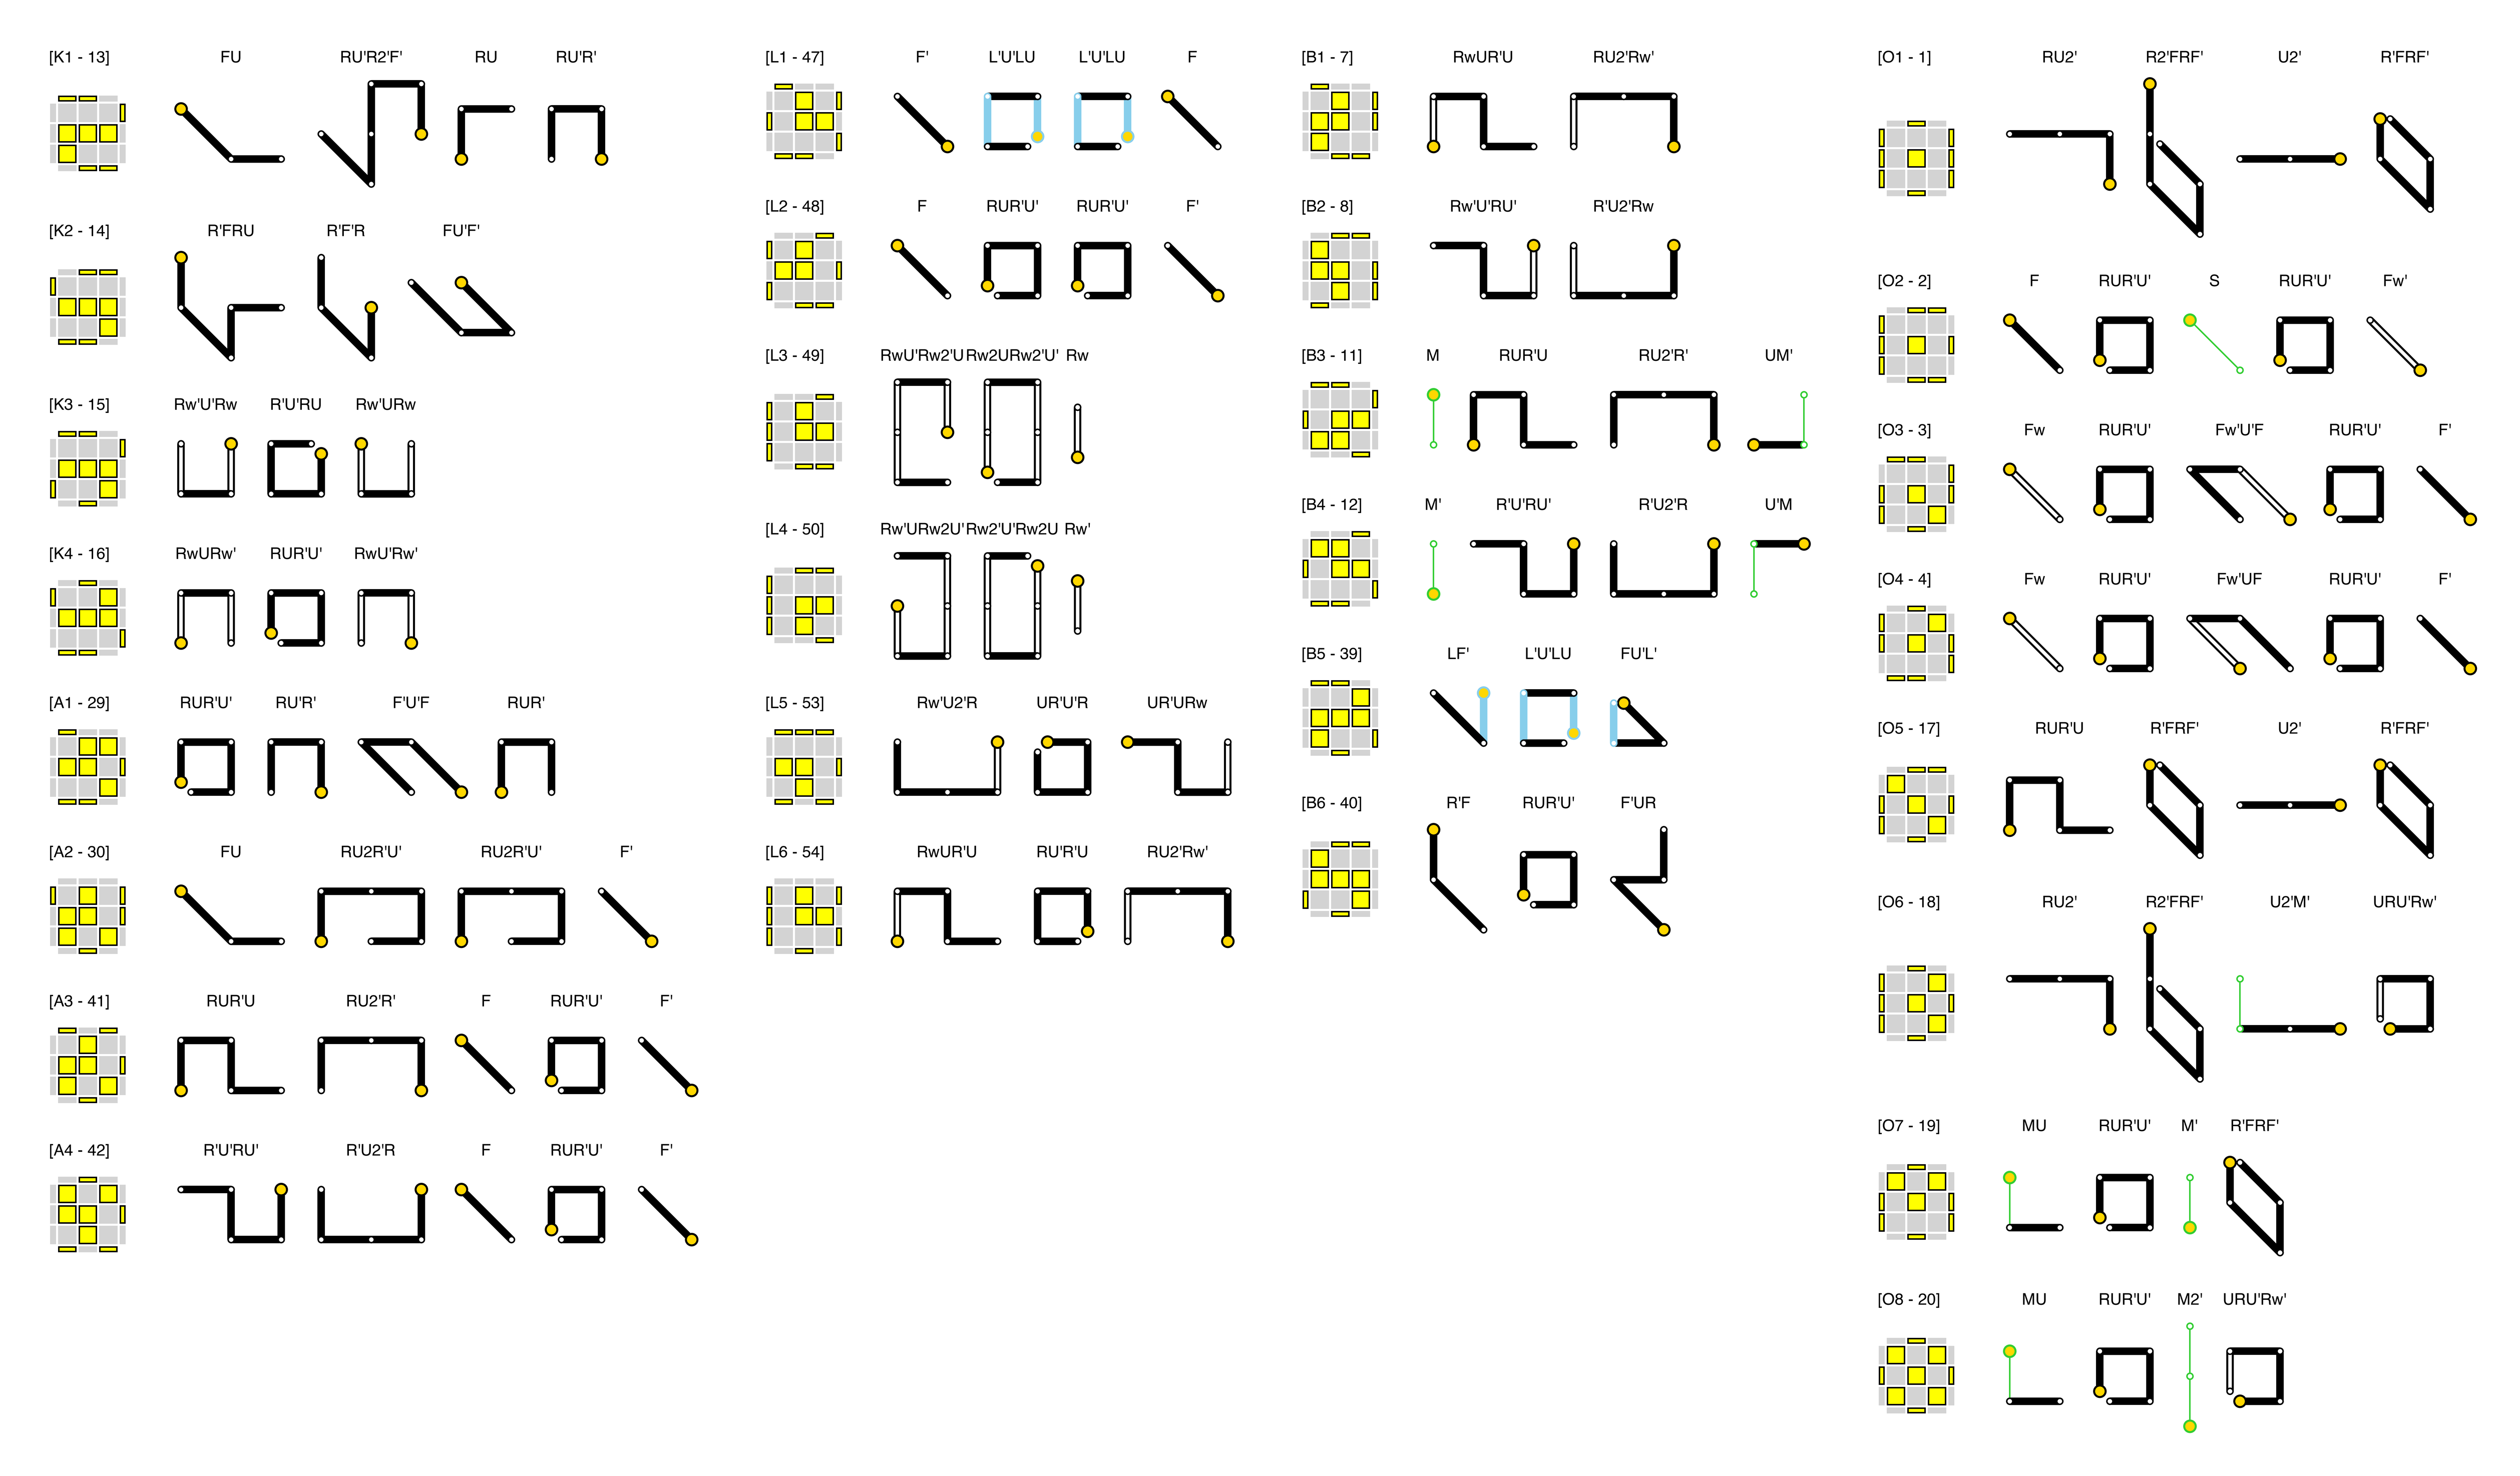 [K1 - 13] FU RU'R2'F' RU RU'R'
[K2 - 14] R'FRU R'F'R FU'F'
[K3 - 15] Rw'U'Rw R'U'RU Rw'URw
[K4 - 16] RwURw' RUR'U' RwU'Rw'
[A1 - 29] RUR'U' RU'R' F'U'F RUR'
[A2 - 30] FU RU2R'U' RU2R'U' F'
[A3 - 41] RUR'U RU2'R' F RUR'U' F'
[A4 - 42] R'U'RU' R'U2'R F RUR'U' F'
[L1 - 47] F' L'U'LU L'U'LU F
[L2 - 48] F RUR'U' RUR'U' F'
[L3 - 49] RwU'Rw2'U Rw2URw2'U' Rw
[L4 - 50] Rw'URw2U' Rw2'U'Rw2U Rw'
[L5 - 53] Rw'U2'R UR'U'R UR'URw
[L6 - 54] RwUR'U RU'R'U RU2'Rw'
[B1 - 7] RwUR'U RU2'Rw'
[B2 - 8] Rw'U'RU' R'U2'Rw
[B3 - 11] M RUR'U RU2'R' UM'
[B4 - 12] M' R'U'RU' R'U2'R U'M
[B5 - 39] LF' L'U'LU FU'L'
[B6 - 40] R'F RUR'U' F'UR
[O1 - 1] RU2' R2'FRF' U2' R'FRF'
[O2 - 2] F RUR'U' S RUR'U' Fw'
[O3 - 3] Fw RUR'U' Fw'U'F RUR'U' F'
[O4 - 4] Fw RUR'U' Fw'UF RUR'U' F'
[O5 - 17] RUR'U R'FRF' U2' R'FRF'
[O6 - 18] RU2' R2'FRF' U2'M' URU'Rw'
[O7 - 19] MU RUR'U' M' R'FRF'
[O8 - 20] MU RUR'U' M2' URU'Rw'